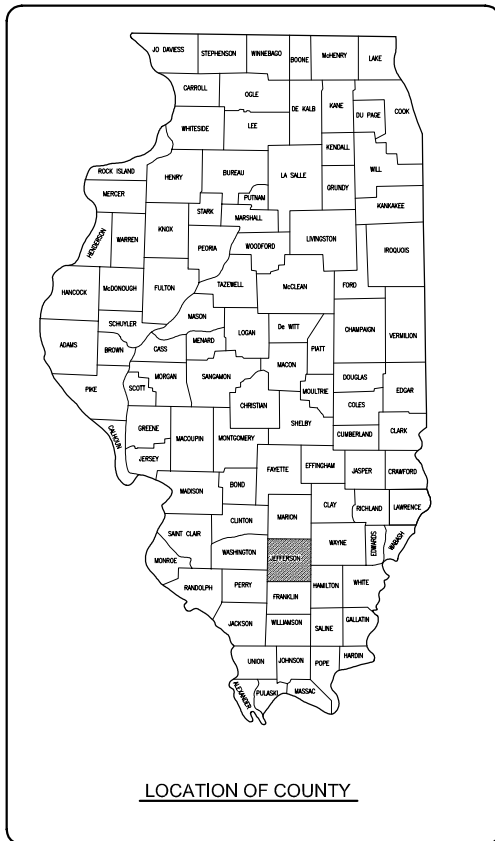 JO DAVIESS
STEPHENSON
WINNEBAGO
BOONE
McHENRY
LAKE
CARROLL
OGLE
DE KALB
KANE
COOK
DU PAGE
WHITESIDE
LEE
KENDALL
WILL
ROCK ISLAND
HENRY
BUREAU
LA SALLE
GRUNDY
MERCER
PUTNAM
KANKAKEE
STARK
MARSHALL
HENDERSON
WARREN
KNOX
PEORIA
WOODFORD
LIVINGSTON
IROQUOIS
HANCOCK
McDONOUGH
FULTON
TAZEWELL
McCLEAN
FORD
MASON
SCHUYLER
LOGAN
De WITT
CHAMPAIGN
VERMILION
ADAMS
BROWN
CASS
MENARD
PIATT
MACON
PIKE
SCOTT
MORGAN
SANGAMON
MOULTRIE
DOUGLAS
EDGAR
CHRISTIAN
COLES
CALHOUN
GREENE
MACOUPIN
MONTGOMERY
SHELBY
CUMBERLAND
CLARK
JERSEY
FAYETTE
EFFINGHAM
JASPER
CRAWFORD
MADISON
BOND
CLAY
RICHLAND
LAWRENCE
CLINTON
MARION
SAINT CLAIR
WASHINGTON
JEFFERSON
WAYNE
EDWARDS
WABASH
MONROE
RANDOLPH
PERRY
FRANKLIN
HAMILTON
WHITE
JACKSON
WILLIAMSON
SALINE
GALLATIN
UNION
JOHNSON
POPE
HARDIN
ALEXANDER
PULASKI
MASSAC
LOCATION OF COUNTY